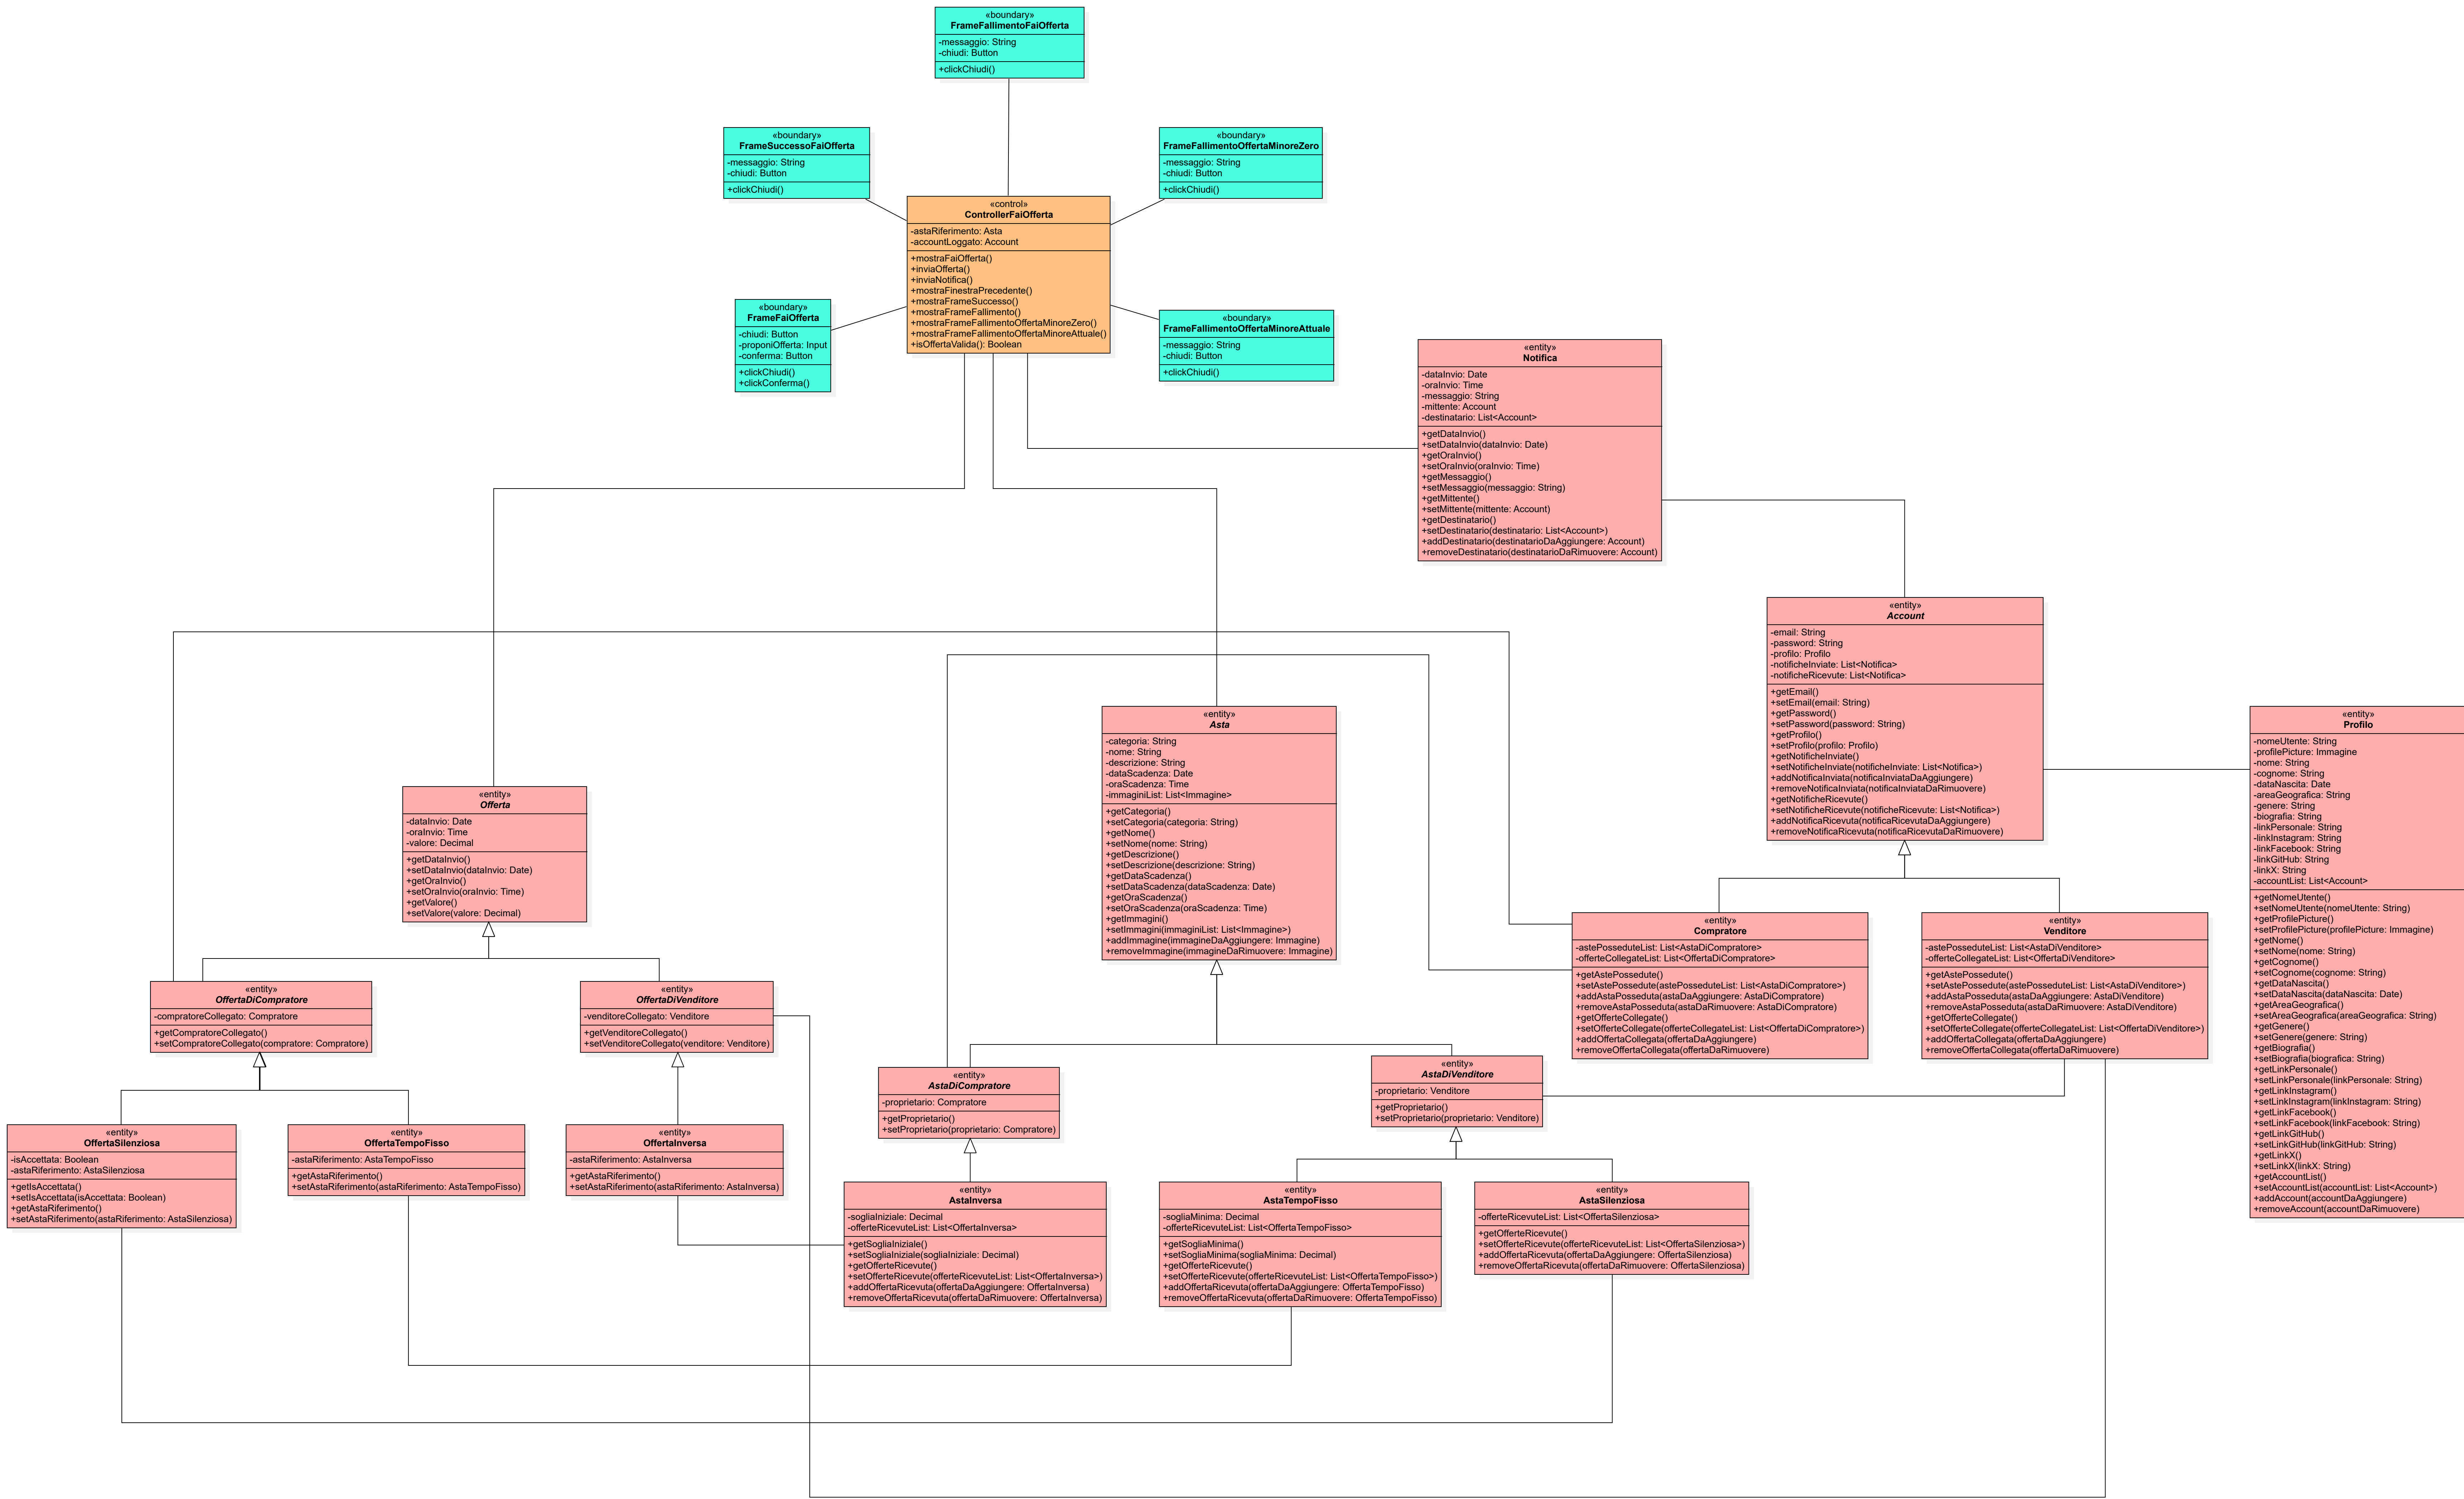 «boundary»
FrameFallimentoFaiOfferta
-messaggio: String
-chiudi: Button
+clickChiudi()
«boundary»
FrameSuccessoFaiOfferta
-messaggio: String
-chiudi: Button
+clickChiudi()
«boundary»
FrameFallimentoOffertaMinoreZero
-messaggio: String
-chiudi: Button
+clickChiudi()
«control»
ControllerFaiOfferta
-astaRiferimento: Asta
-accountLoggato: Account
+mostraFaiOfferta()
+inviaOfferta()
+inviaNotifica()
+mostraFinestraPrecedente()
+mostraFrameSuccesso()
+mostraFrameFallimento()
+mostraFrameFallimentoOffertaMinoreZero()
+mostraFrameFallimentoOffertaMinoreAttuale()
+isOffertaValida(): Boolean
«boundary»
FrameFaiOfferta
-chiudi: Button
-proponiOfferta: Input
-conferma: Button
+clickChiudi()
+clickConferma()
«boundary»
FrameFallimentoOffertaMinoreAttuale
-messaggio: String
-chiudi: Button
+clickChiudi()
«entity»
Notifica
-dataInvio: Date
-oraInvio: Time
-messaggio: String
-mittente: Account
-destinatario: List<Account>
+getDataInvio()
+setDataInvio(dataInvio: Date)
+getOraInvio()
+setOraInvio(oraInvio: Time)
+getMessaggio()
+setMessaggio(messaggio: String)
+getMittente()
+setMittente(mittente: Account)
+getDestinatario()
+setDestinatario(destinatario: List<Account>)
+addDestinatario(destinatarioDaAggiungere: Account)
+removeDestinatario(destinatarioDaRimuovere: Account)
«entity»
Account
-email: String
-password: String
-profilo: Profilo
-notificheInviate: List<Notifica>
-notificheRicevute: List<Notifica>
+getEmail()
+setEmail(email: String)
+getPassword()
+setPassword(password: String)
+getProfilo()
+setProfilo(profilo: Profilo)
+getNotificheInviate()
+setNotificheInviate(notificheInviate: List<Notifica>)
+addNotificaInviata(notificaInviataDaAggiungere)
+removeNotificaInviata(notificaInviataDaRimuovere)
+getNotificheRicevute()
+setNotificheRicevute(notificheRicevute: List<Notifica>)
+addNotificaRicevuta(notificaRicevutaDaAggiungere)
+removeNotificaRicevuta(notificaRicevutaDaRimuovere)
«entity»
Asta
-categoria: String
-nome: String
-descrizione: String
-dataScadenza: Date
-oraScadenza: Time
-immaginiList: List<Immagine>
+getCategoria()
+setCategoria(categoria: String)
+getNome()
+setNome(nome: String)
+getDescrizione()
+setDescrizione(descrizione: String)
+getDataScadenza()
+setDataScadenza(dataScadenza: Date)
+getOraScadenza()
+setOraScadenza(oraScadenza: Time)
+getImmagini()
+setImmagini(immaginiList: List<Immagine>)
+addImmagine(immagineDaAggiungere: Immagine)
+removeImmagine(immagineDaRimuovere: Immagine)
«entity»
Profilo
-nomeUtente: String
-profilePicture: Immagine
-nome: String
-cognome: String
-dataNascita: Date
-areaGeografica: String
-genere: String
-biografia: String
-linkPersonale: String
-linkInstagram: String
-linkFacebook: String
-linkGitHub: String
-linkX: String
-accountList: List<Account>
+getNomeUtente()
+setNomeUtente(nomeUtente: String)
+getProfilePicture()
+setProfilePicture(profilePicture: Immagine)
+getNome()
+setNome(nome: String)
+getCognome()
+setCognome(cognome: String)
+getDataNascita()
+setDataNascita(dataNascita: Date)
+getAreaGeografica()
+setAreaGeografica(areaGeografica: String)
+getGenere()
+setGenere(genere: String)
+getBiografia()
+setBiografia(biografica: String)
+getLinkPersonale()
+setLinkPersonale(linkPersonale: String)
+getLinkInstagram()
+setLinkInstagram(linkInstagram: String)
+getLinkFacebook()
+setLinkFacebook(linkFacebook: String)
+getLinkGitHub()
+setLinkGitHub(linkGitHub: String)
+getLinkX()
+setLinkX(linkX: String)
+getAccountList()
+setAccountList(accountList: List<Account>)
+addAccount(accountDaAggiungere)
+removeAccount(accountDaRimuovere)
«entity»
Offerta
-dataInvio: Date
-oraInvio: Time
-valore: Decimal
+getDataInvio()
+setDataInvio(dataInvio: Date)
+getOraInvio()
+setOraInvio(oraInvio: Time)
+getValore()
+setValore(valore: Decimal)
«entity»
Compratore
-astePosseduteList: List<AstaDiCompratore>
-offerteCollegateList: List<OffertaDiCompratore>
+getAstePossedute()
+setAstePossedute(astePosseduteList: List<AstaDiCompratore>)
+addAstaPosseduta(astaDaAggiungere: AstaDiCompratore)
+removeAstaPosseduta(astaDaRimuovere: AstaDiCompratore)
+getOfferteCollegate()
+setOfferteCollegate(offerteCollegateList: List<OffertaDiCompratore>)
+addOffertaCollegata(offertaDaAggiungere)
+removeOffertaCollegata(offertaDaRimuovere)
«entity»
Venditore
-astePosseduteList: List<AstaDiVenditore>
-offerteCollegateList: List<OffertaDiVenditore>
+getAstePossedute()
+setAstePossedute(astePosseduteList: List<AstaDiVenditore>)
+addAstaPosseduta(astaDaAggiungere: AstaDiVenditore)
+removeAstaPosseduta(astaDaRimuovere: AstaDiVenditore)
+getOfferteCollegate()
+setOfferteCollegate(offerteCollegateList: List<OffertaDiVenditore>)
+addOffertaCollegata(offertaDaAggiungere)
+removeOffertaCollegata(offertaDaRimuovere)
«entity»
OffertaDiCompratore
-compratoreCollegato: Compratore
+getCompratoreCollegato()
+setCompratoreCollegato(compratore: Compratore)
«entity»
OffertaDiVenditore
-venditoreCollegato: Venditore
+getVenditoreCollegato()
+setVenditoreCollegato(venditore: Venditore)
«entity»
AstaDiCompratore
-proprietario: Compratore
+getProprietario()
+setProprietario(proprietario: Compratore)
«entity»
AstaDiVenditore
-proprietario: Venditore
+getProprietario()
+setProprietario(proprietario: Venditore)
«entity»
OffertaSilenziosa
-isAccettata: Boolean
-astaRiferimento: AstaSilenziosa
+getIsAccettata()
+setIsAccettata(isAccettata: Boolean)
+getAstaRiferimento()
+setAstaRiferimento(astaRiferimento: AstaSilenziosa)
«entity»
OffertaTempoFisso
-astaRiferimento: AstaTempoFisso
+getAstaRiferimento()
+setAstaRiferimento(astaRiferimento: AstaTempoFisso)
«entity»
OffertaInversa
-astaRiferimento: AstaInversa
+getAstaRiferimento()
+setAstaRiferimento(astaRiferimento: AstaInversa)
«entity»
AstaInversa
-sogliaIniziale: Decimal
-offerteRicevuteList: List<OffertaInversa>
+getSogliaIniziale()
+setSogliaIniziale(sogliaIniziale: Decimal)
+getOfferteRicevute()
+setOfferteRicevute(offerteRicevuteList: List<OffertaInversa>)
+addOffertaRicevuta(offertaDaAggiungere: OffertaInversa)
+removeOffertaRicevuta(offertaDaRimuovere: OffertaInversa)
«entity»
AstaTempoFisso
-sogliaMinima: Decimal
-offerteRicevuteList: List<OffertaTempoFisso>
+getSogliaMinima()
+setSogliaMinima(sogliaMinima: Decimal)
+getOfferteRicevute()
+setOfferteRicevute(offerteRicevuteList: List<OffertaTempoFisso>)
+addOffertaRicevuta(offertaDaAggiungere: OffertaTempoFisso)
+removeOffertaRicevuta(offertaDaRimuovere: OffertaTempoFisso)
«entity»
AstaSilenziosa
-offerteRicevuteList: List<OffertaSilenziosa>
+getOfferteRicevute()
+setOfferteRicevute(offerteRicevuteList: List<OffertaSilenziosa>)
+addOffertaRicevuta(offertaDaAggiungere: OffertaSilenziosa)
+removeOffertaRicevuta(offertaDaRimuovere: OffertaSilenziosa)